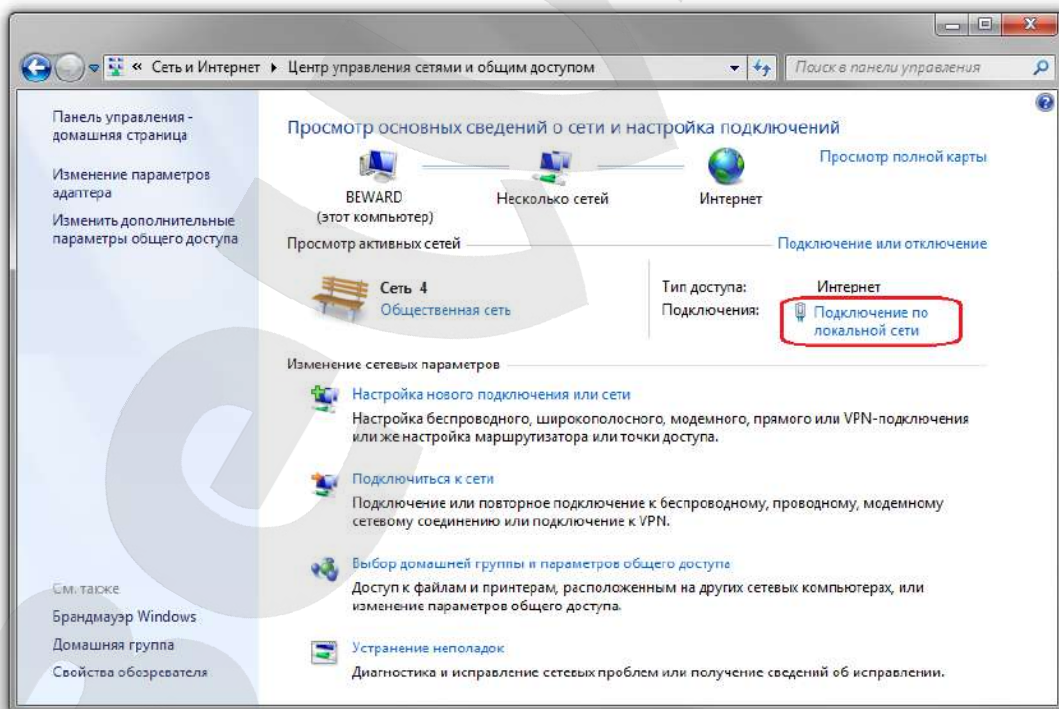 « Сеть и Интернет ▸ Центр управления сетями и общим доступом
Поиск в панели управления
Панель управления -
домашняя страница
Изменение параметров
адаптера
Изменить дополнительные
параметры общего доступа
См. также
Брандмауэр Windows
Домашняя группа
Свойства обозревателя
Просмотр основных сведений о сети и настройка подключений
Просмотр полной карты
BEWARD
(этот компьютер)
Несколько сетей
Интернет
Просмотр активных сетей
Подключение или отключение
Сеть 4
Общественная сеть
Тип доступа:
Интернет
Подключения:
Подключение по
локальной сети
Изменение сетевых параметров
Настройка нового подключения или сети
Настройка беспроводного, широкополосного, модемного, прямого или VPN-подключения
или же настройка маршрутизатора или точки доступа.
Подключиться к сети
Подключение или повторное подключение к беспроводному, проводному, модемному
сетевому соединению или подключение к VPN.
Выбор домашней группы и параметров общего доступа
Доступ к файлам и принтерам, расположенным на других сетевых компьютерах, или
изменение параметров общего доступа.
Устранение неполадок
Диагностика и исправление сетевых проблем или получение сведений об исправлении.